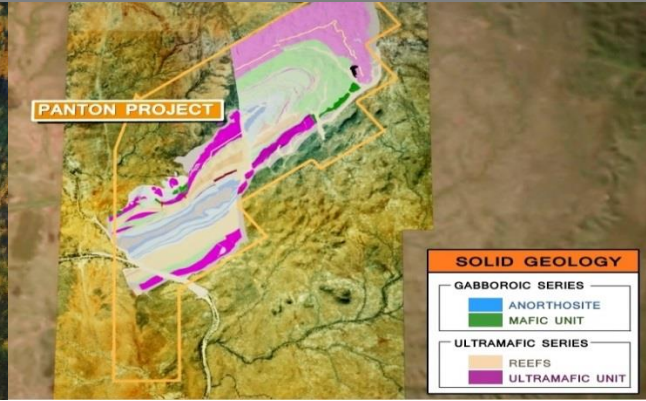 PANTON PROJECT
SOLID GEOLOGY
GABBOROIC SERIES
ANORTHOSITE
MAFIC UNIT
ULTRAMAFIC SERIES
REEFS
ULTRAMAFIC UNIT